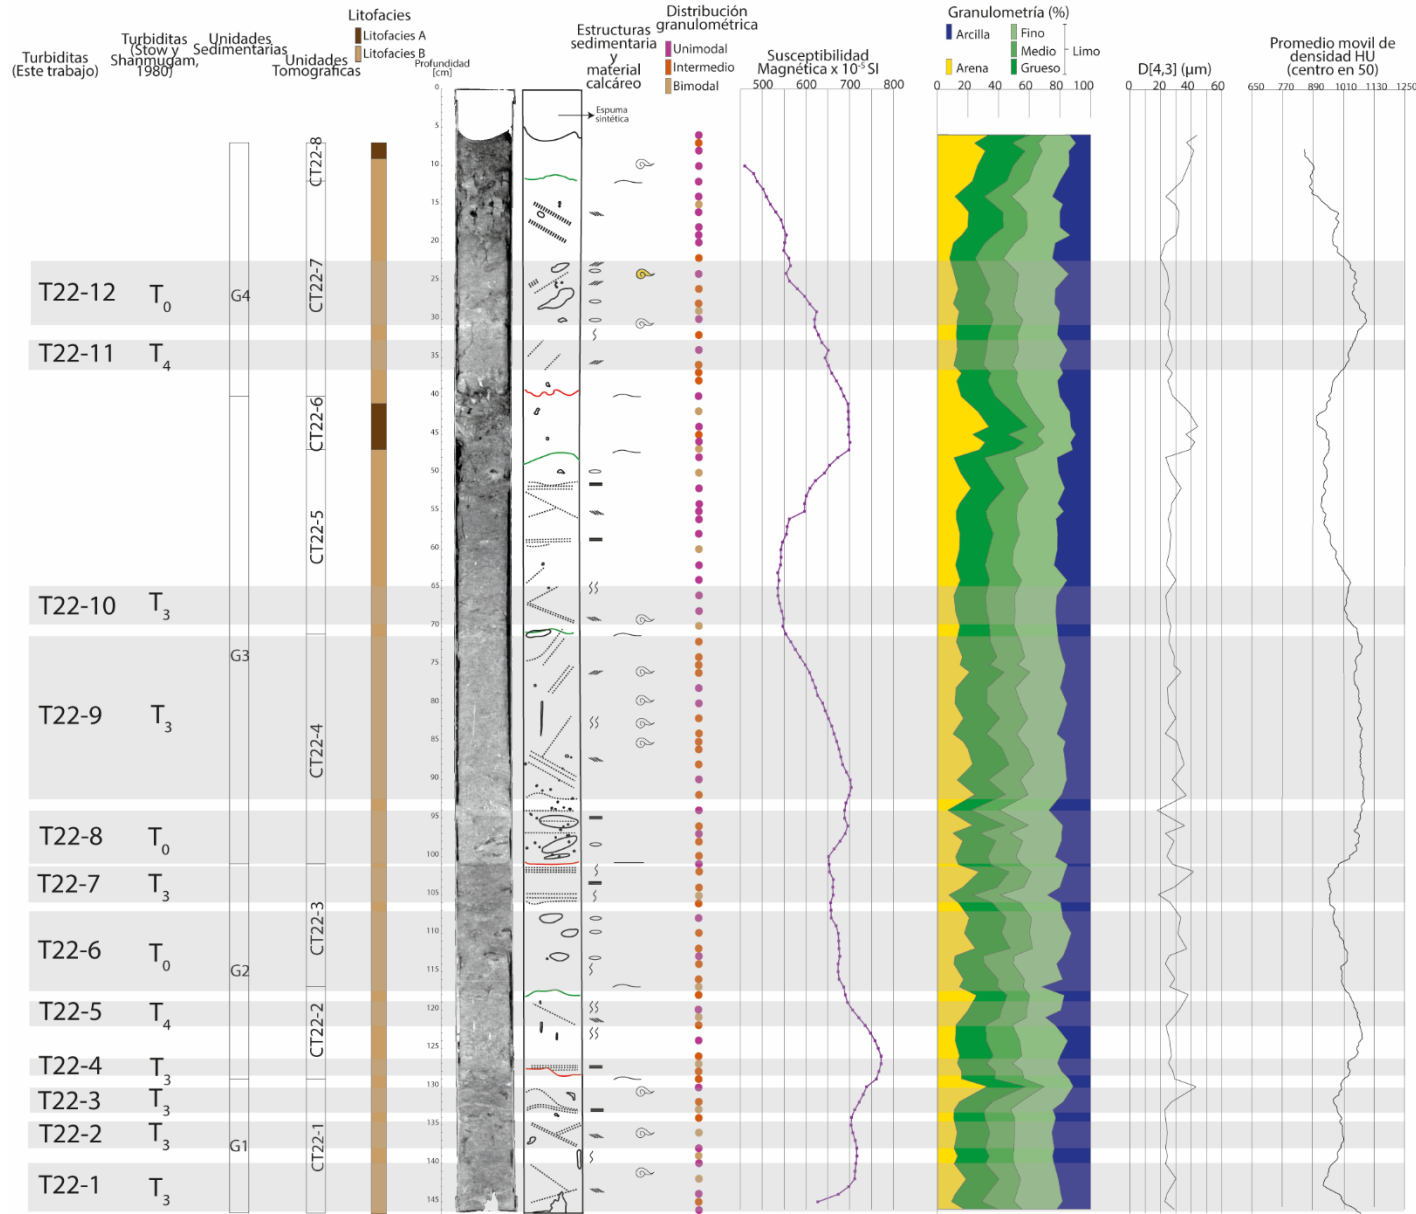 Turbiditas
(Este trabajo)
Turbiditas
(Stow y
Shanmugam,
1980)
Unidades
Sedimentarias
Unidades
Tomograficas
Litofacies
Litofacies A
Litofacies B
Profundidad
[cm]
Estructuras
sedimentaria
y
material
calcáreo
Distribución
granulométrica
Unimodal
Intermedio
Bimodal
Susceptibilidad
Magnética x 10⁻⁵ SI
500 600 700 800
Granulometría (%)
Arcilla
Arena
Fino
Medio
Grueso
Limo
0 20 40 60 80 100
D[4,3] (µm)
0 20 40 60
Promedio movil de
densidad HU
(centro en 50)
650 770 890 1010 1130 1250
Espuma
sintética
0
5
10
15
20
25
30
35
40
45
50
55
60
65
70
75
80
85
90
95
100
105
110
115
120
125
130
135
140
145
T22-12 T₀
T22-11 T₄
T22-10 T₃
T22-9 T₃
T22-8 T₀
T22-7 T₃
T22-6 T₀
T22-5 T₄
T22-4 T₃
T22-3 T₃
T22-2 T₃
T22-1 T₃
G4
G3
G2
G1
CT22-8
CT22-7
CT22-6
CT22-5
CT22-4
CT22-3
CT22-2
CT22-1